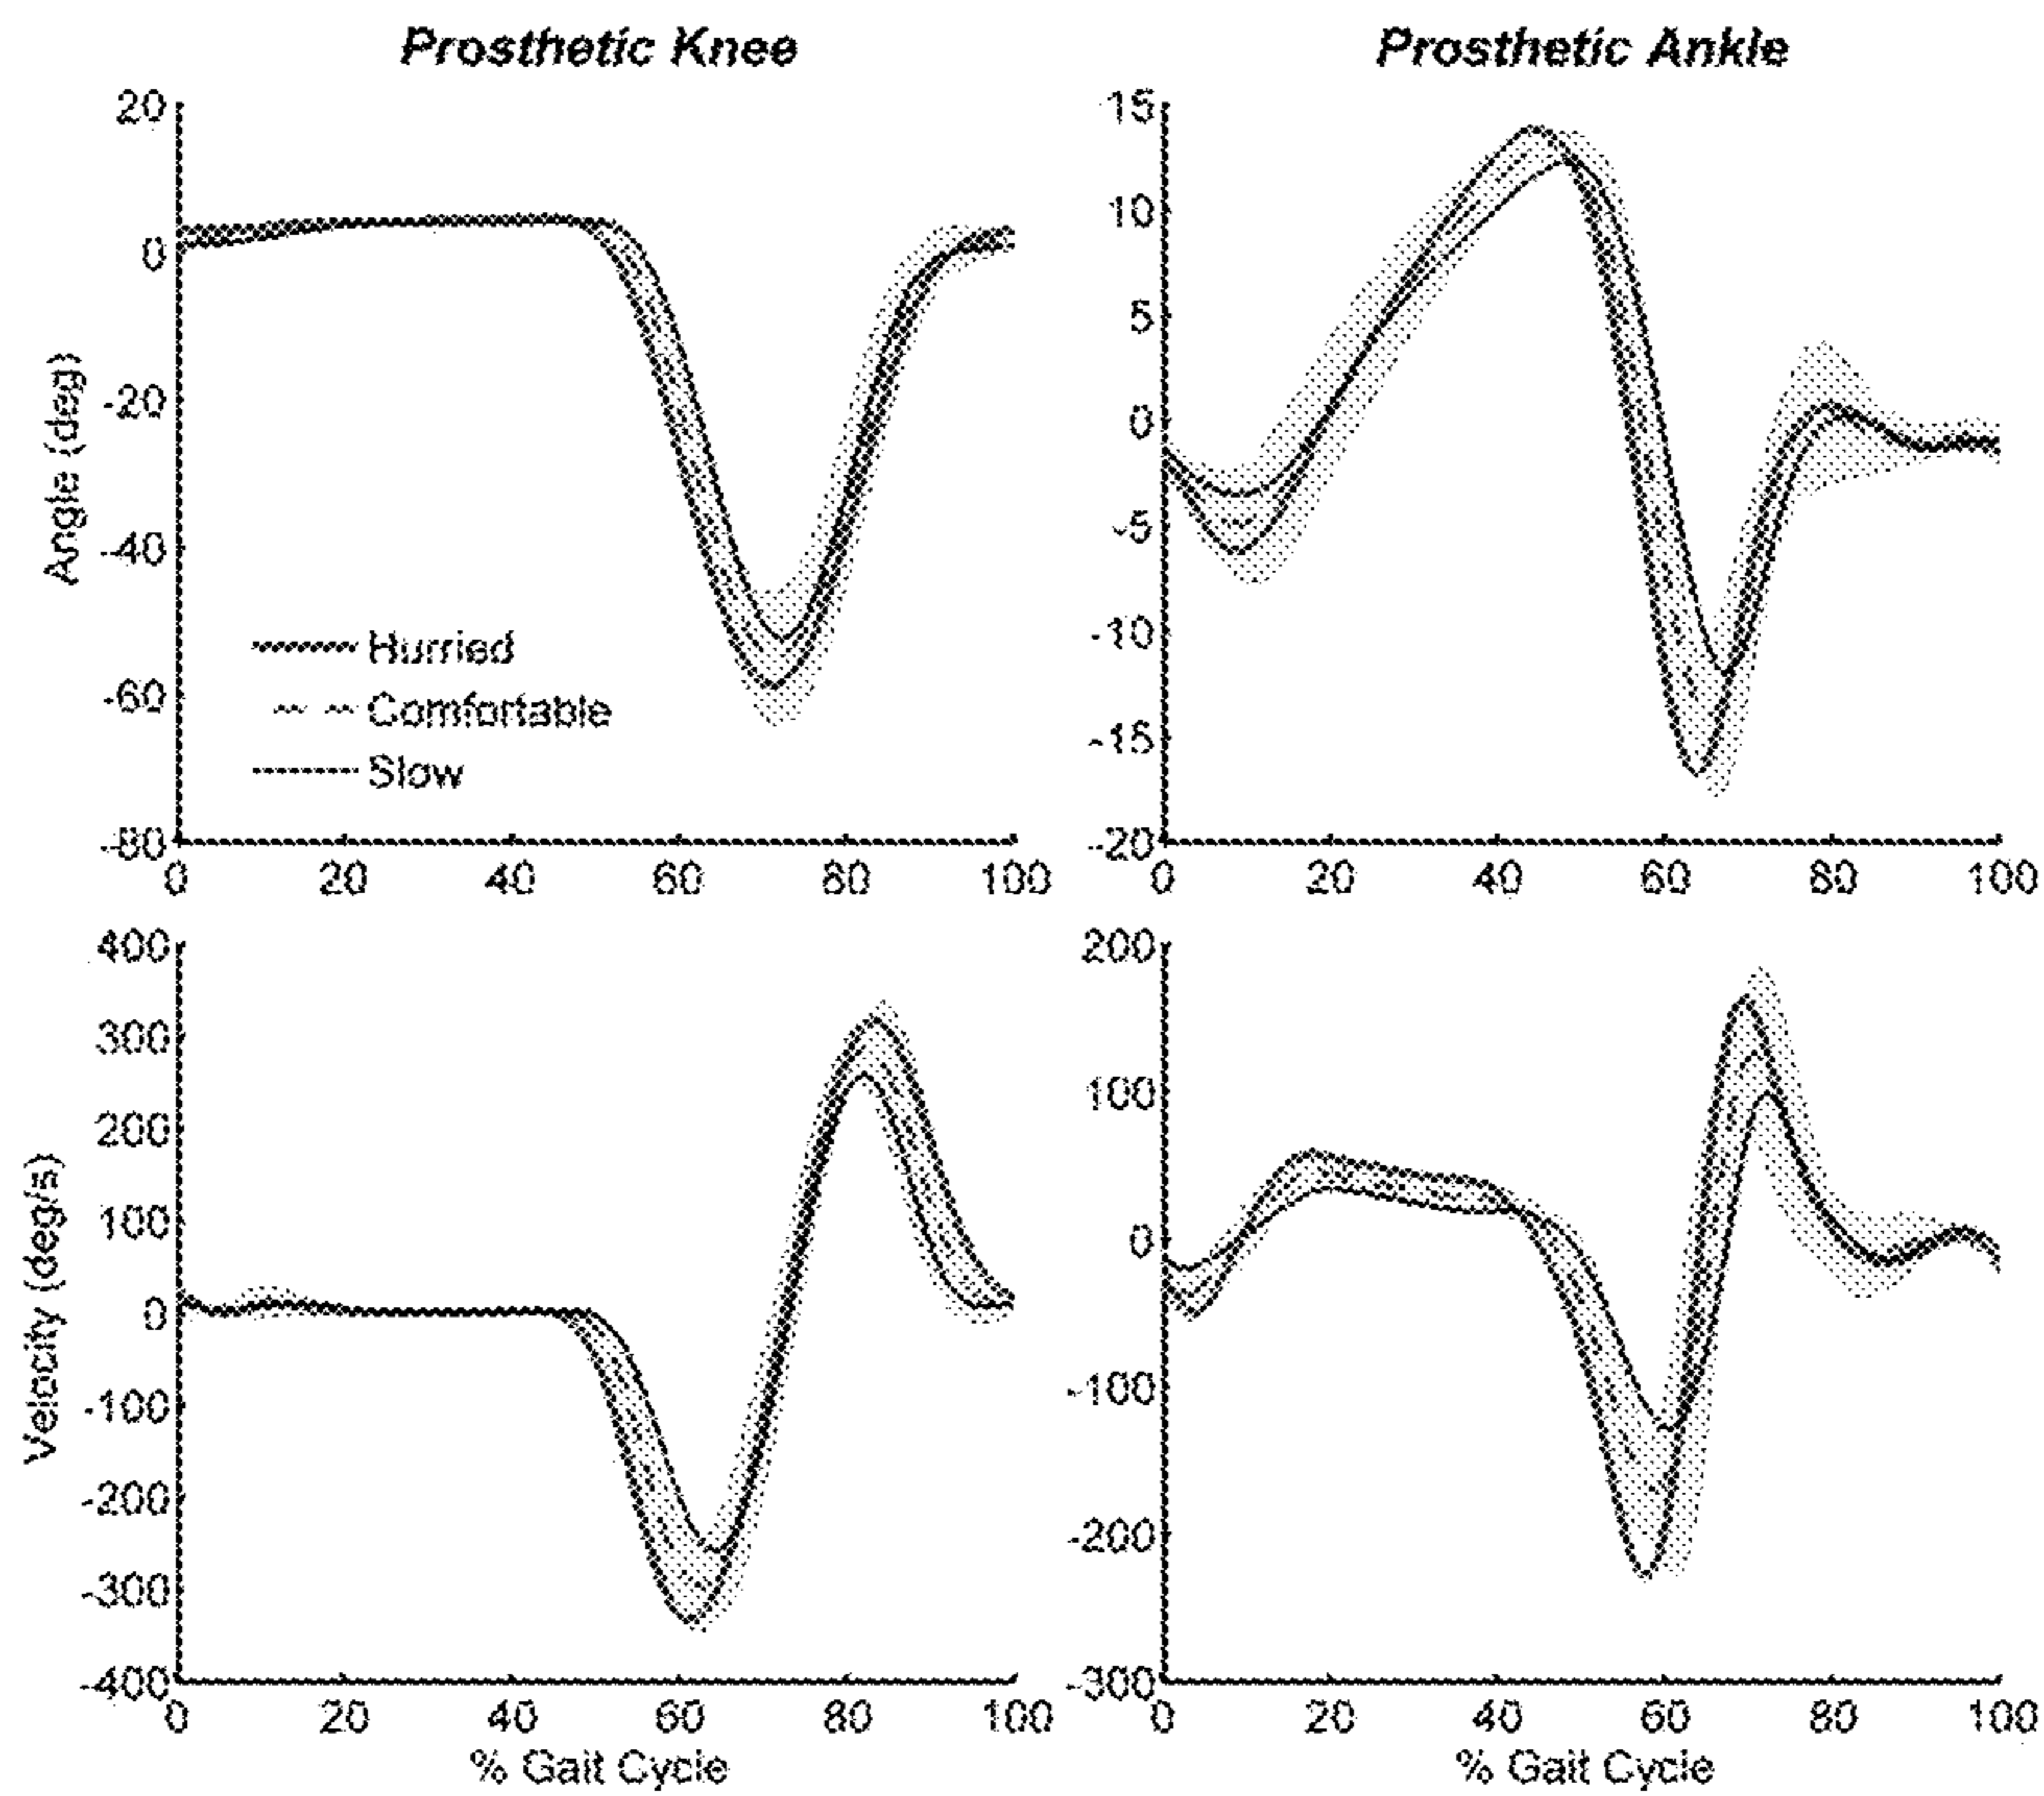 Prosthetic Knee
Prosthetic Ankle
20
0
-20
-40
-60
-80
Angle (deg)
Hurried
Comfortable
Slow
0 20 40 60 80 100
15
10
5
0
-5
-10
-15
-20
0 20 40 60 80 100
400
300
200
100
0
-100
-200
-300
-400
Velocity (deg/s)
0 20 40 60 80 100
% Gait Cycle
200
100
0
-100
-200
-300
0 20 40 60 80 100
% Gait Cycle